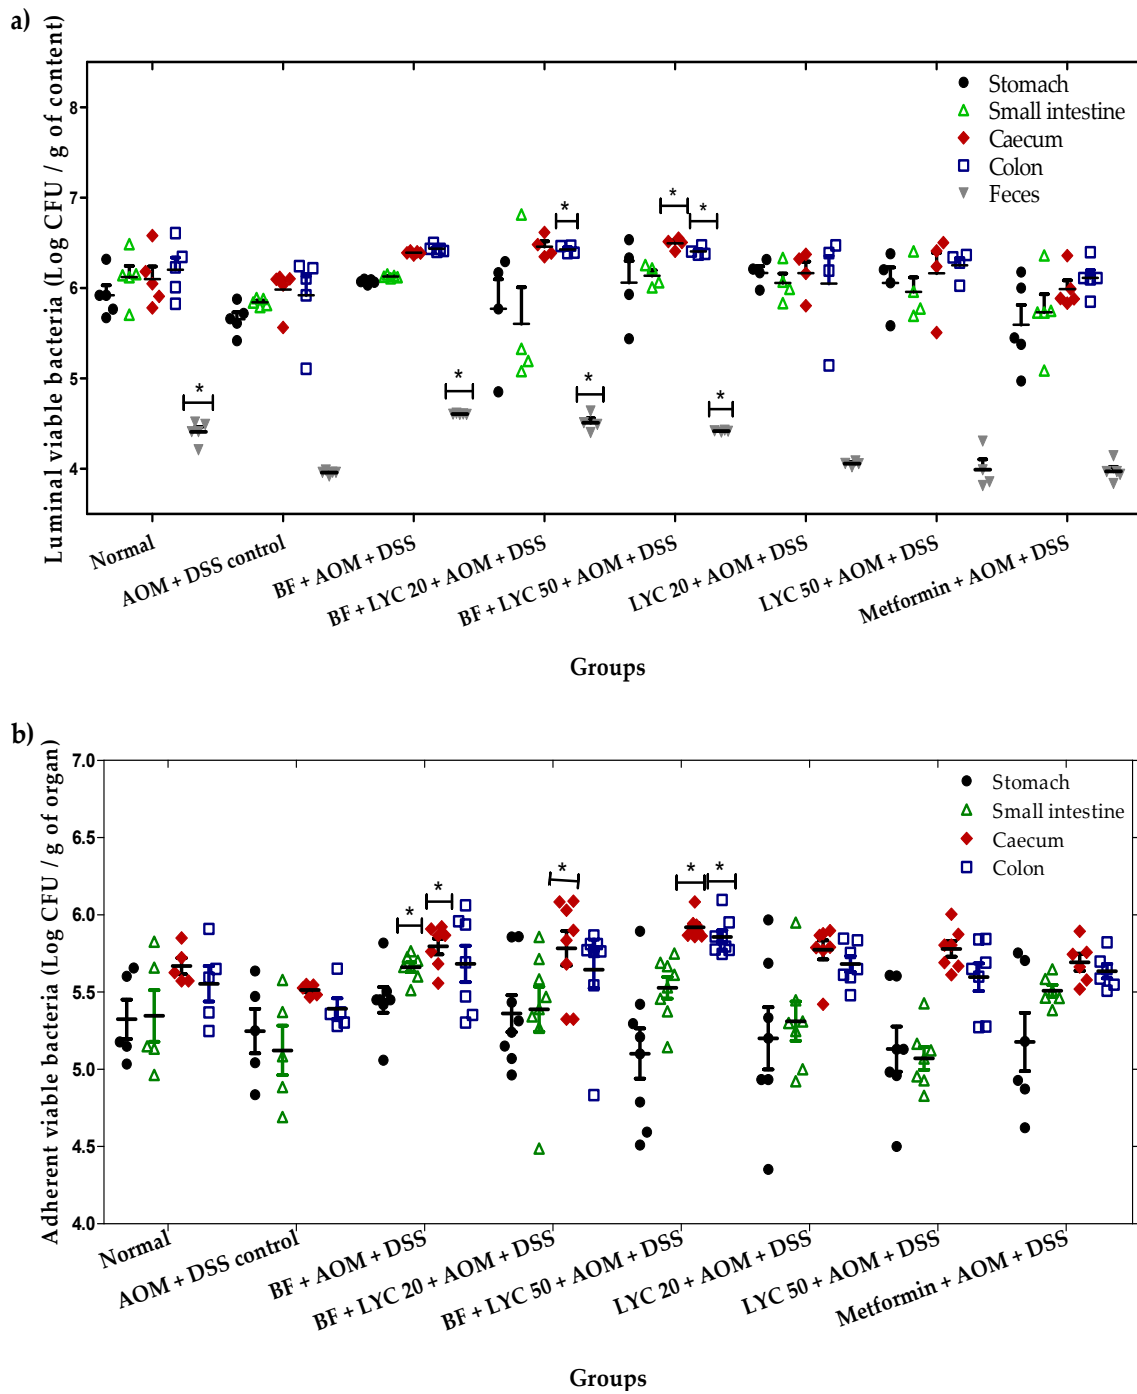 a)
Luminal viable bacteria (Log CFU / g of content)
8
7
6
5
4
Stomach
Small intestine
Caecum
Colon
Feces
*
*
*
*
*
*
*
Normal
AOM + DSS control
BF + AOM + DSS
BF + LYC 20 + AOM + DSS
BF + LYC 50 + AOM + DSS
LYC 20 + AOM + DSS
LYC 50 + AOM + DSS
Metformin + AOM + DSS
Groups
b)
Adherent viable bacteria (Log CFU / g of organ)
7.0
6.5
6.0
5.5
5.0
4.5
4.0
Stomach
Small intestine
Caecum
Colon
*
*
*
*
*
Normal
AOM + DSS control
BF + AOM + DSS
BF + LYC 20 + AOM + DSS
BF + LYC 50 + AOM + DSS
LYC 20 + AOM + DSS
LYC 50 + AOM + DSS
Metformin + AOM + DSS
Groups